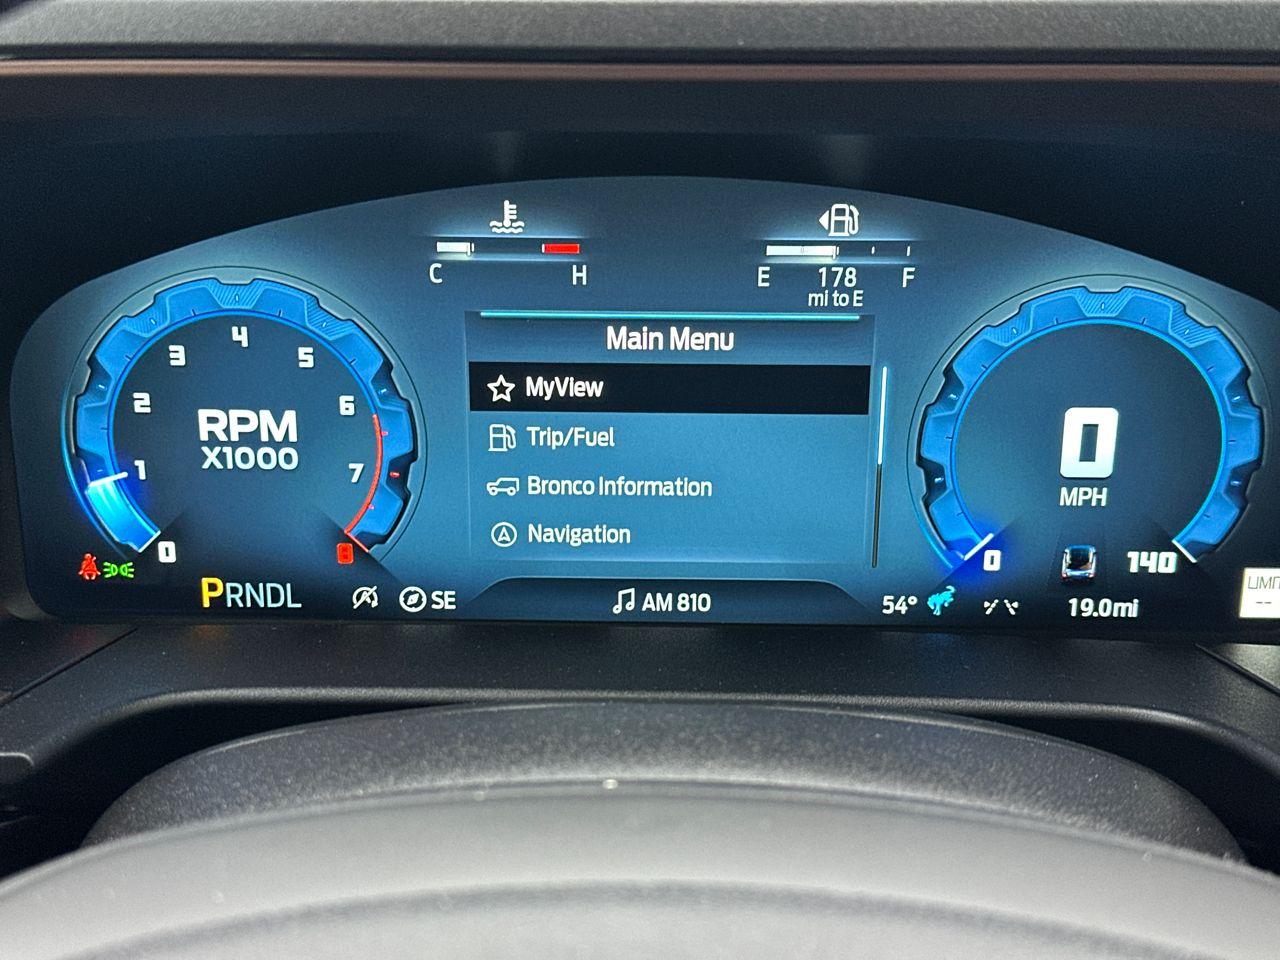 C H
E 178 F
mi to E
Main Menu
MyView
Trip/Fuel
Bronco Information
Navigation
0 1 2 3 4 5 6 7 8
RPM
X1000
0
MPH
0 140
PRNDL
SE
AM 810
54°
19.0mi
--